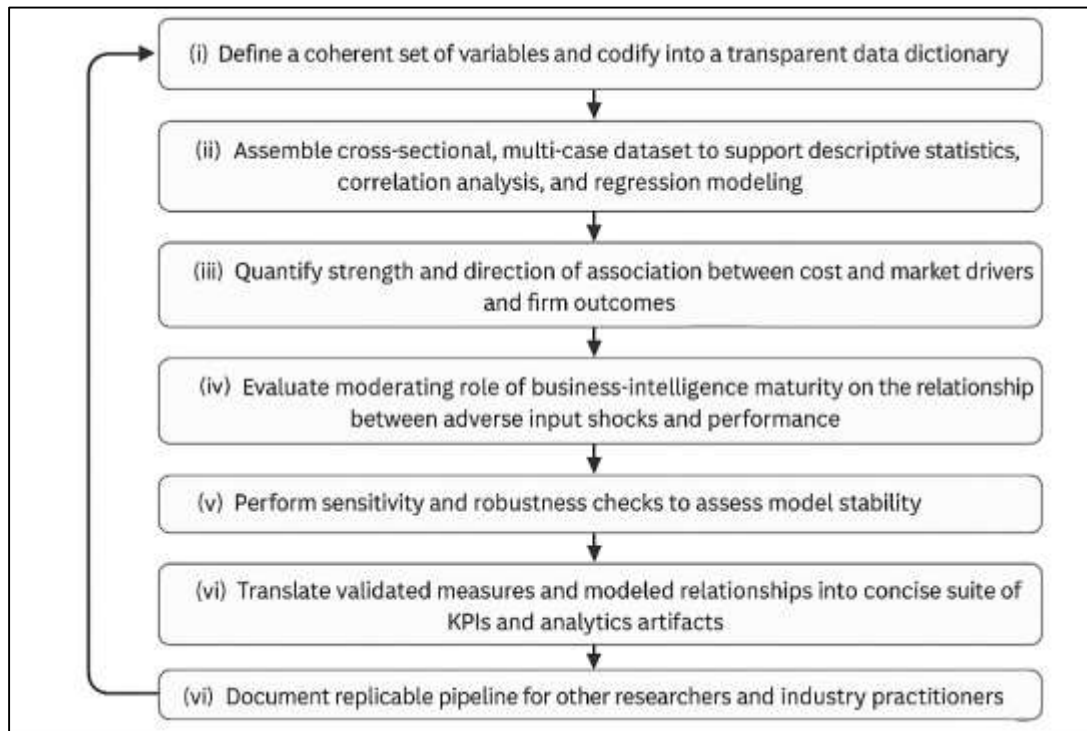 (i) Define a coherent set of variables and codify into a transparent data dictionary
(ii) Assemble cross-sectional, multi-case dataset to support descriptive statistics,
correlation analysis, and regression modeling
(iii) Quantify strength and direction of association between cost and market drivers
and firm outcomes
(iv) Evaluate moderating role of business-intelligence maturity on the relationship
between adverse input shocks and performance
(v) Perform sensitivity and robustness checks to assess model stability
(vi) Translate validated measures and modeled relationships into concise suite of
KPIs and analytics artifacts
(vi) Document replicable pipeline for other researchers and industry practitioners